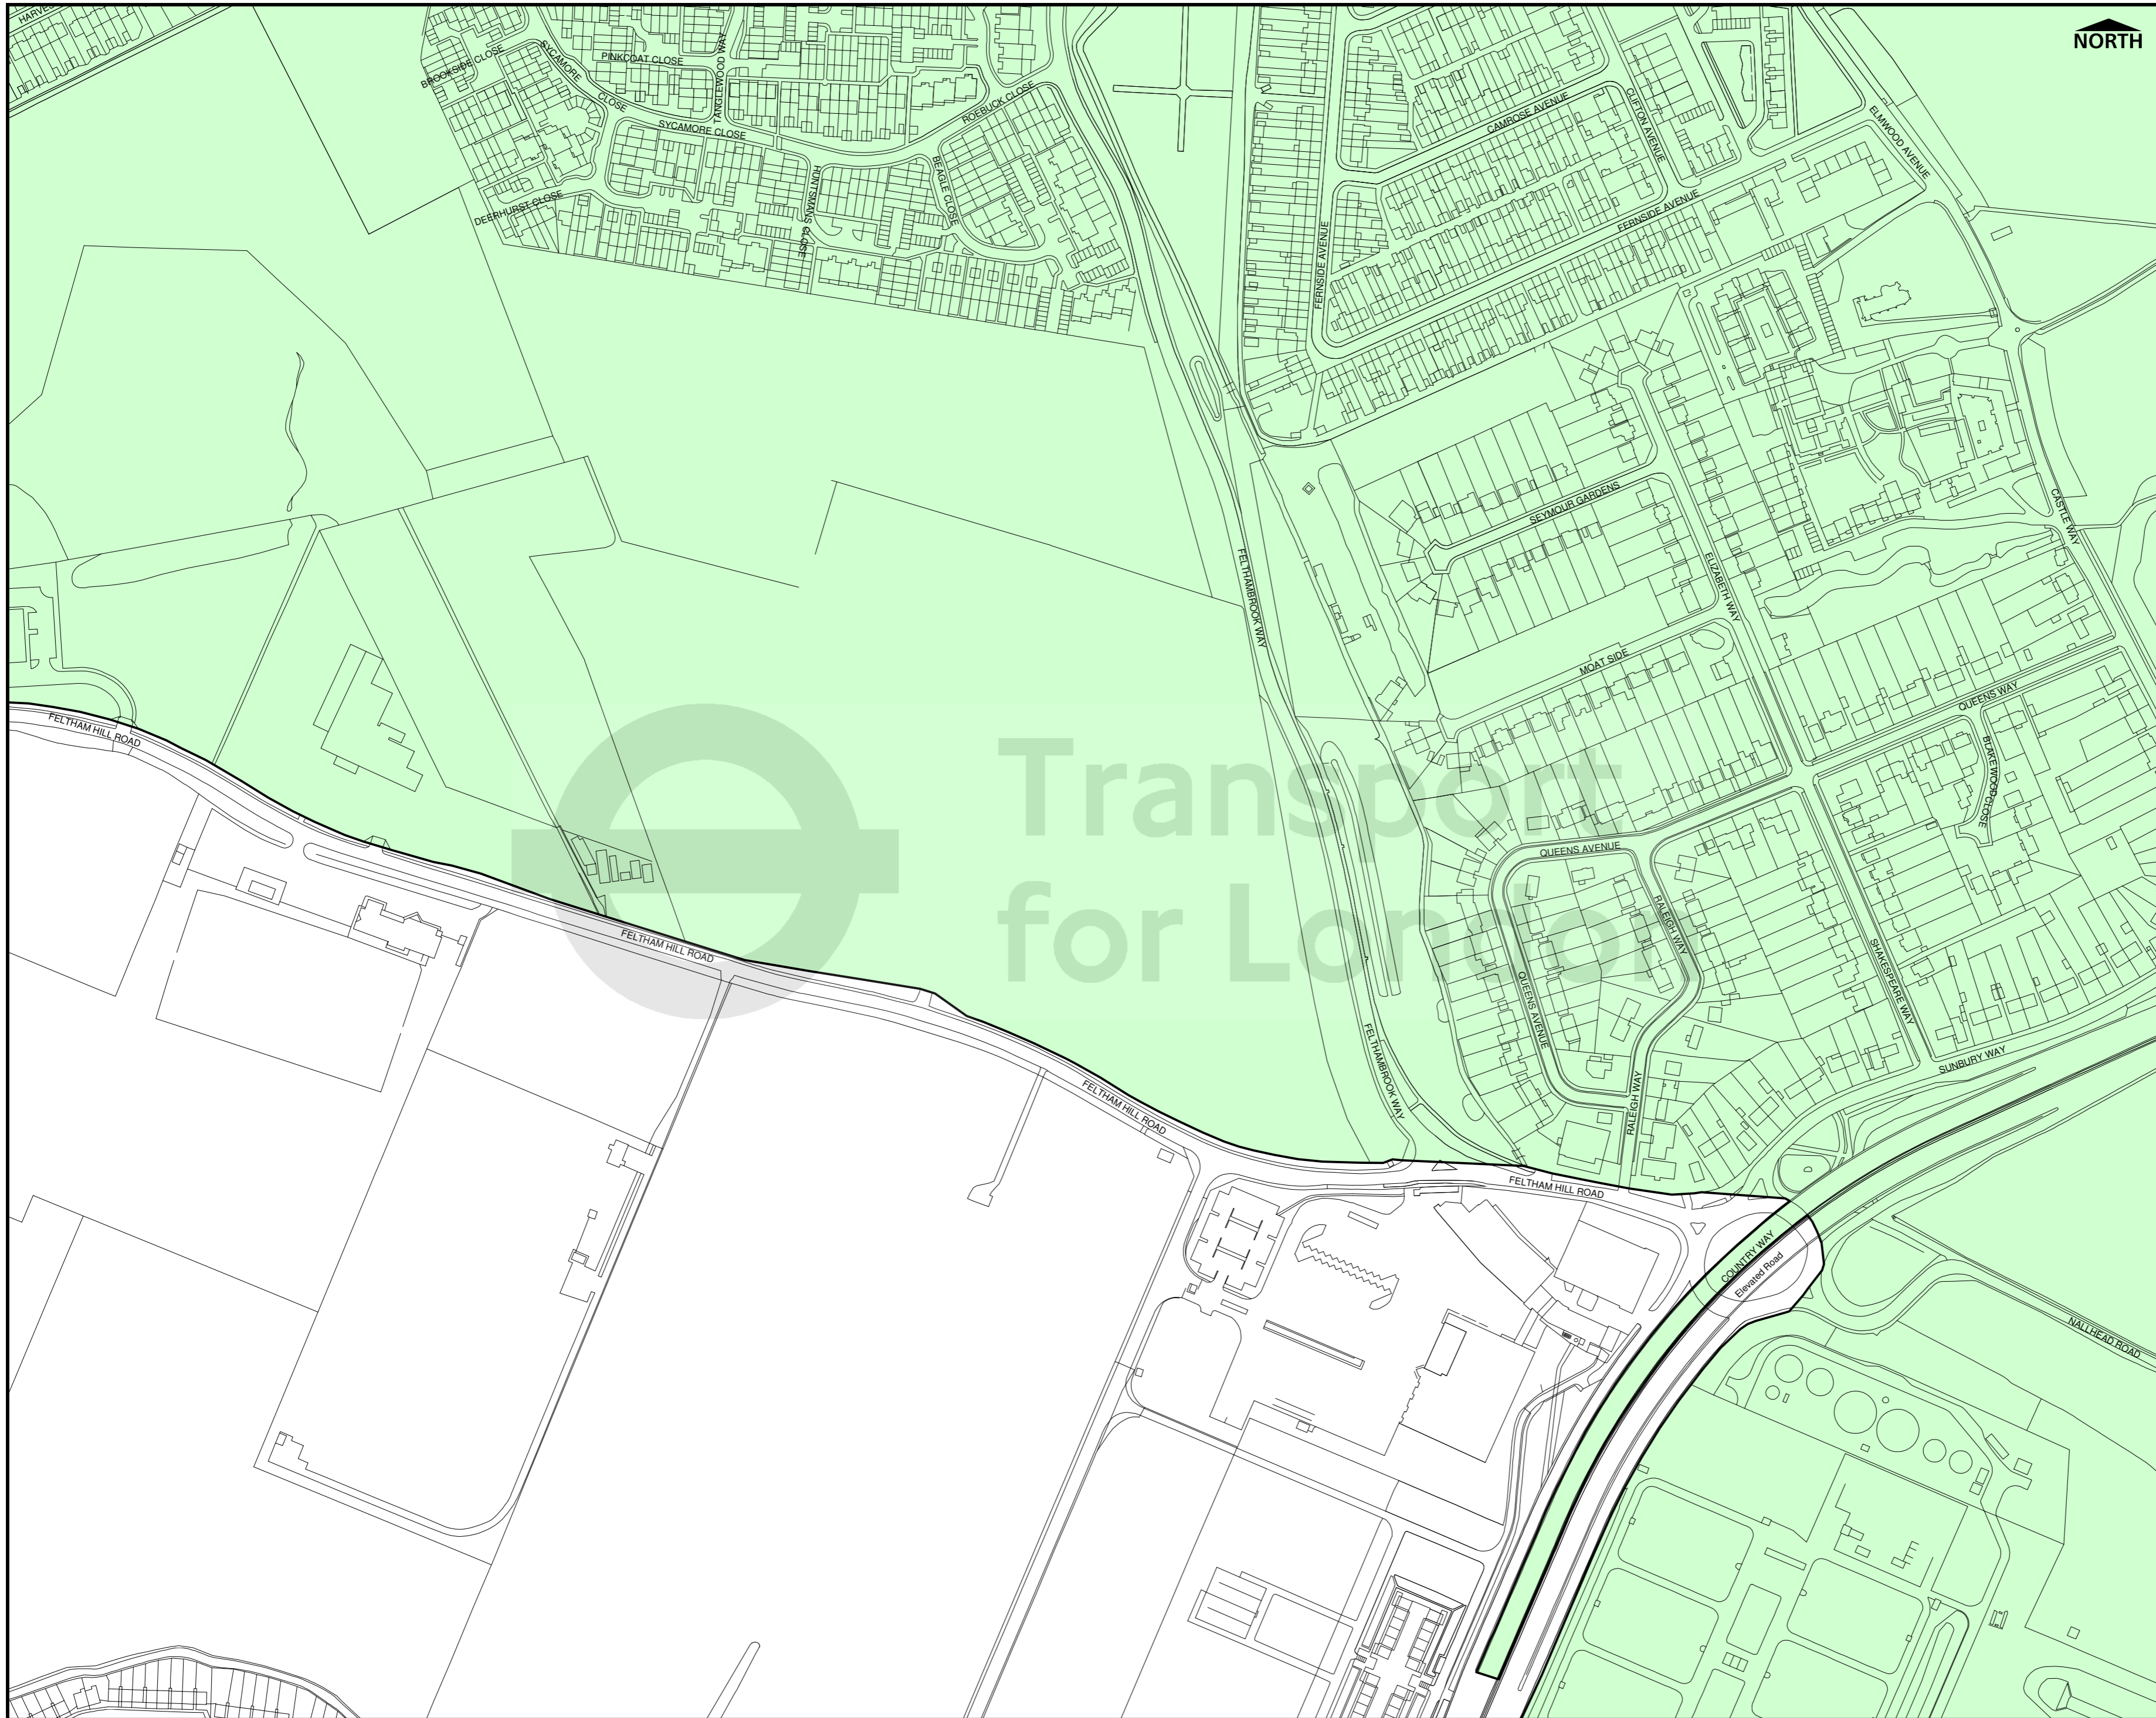 NORTH
BROOKSIDE CLOSE
SYCAMORE
CLOSE
PINKCOAT CLOSE
TANGLEWOOD WAY
SYCAMORE CLOSE
ROEBUCK CLOSE
BEAGLE CLOSE
HUNTSMANS CLOSE
DEERHURST CLOSE
CAMROSE AVENUE
CLIFTON AVENUE
ELMWOOD AVENUE
FERNSIDE AVENUE
FERNSIDE AVENUE
SEYMOUR GARDENS
CASTLE WAY
FELTHAMBROOK WAY
ELIZABETH WAY
MOAT SIDE
QUEENS WAY
FELTHAM HILL ROAD
Transport
for London
BLAKEWOOD CLOSE
QUEENS AVENUE
RALEIGH WAY
FELTHAM HILL ROAD
SHAKESPEARE WAY
QUEENS AVENUE
FELTHAMBROOK WAY
FELTHAM HILL ROAD
SUNBURY WAY
RALEIGH WAY
FELTHAM HILL ROAD
COUNTRY WAY
Elevated Road
NALLHEAD ROAD